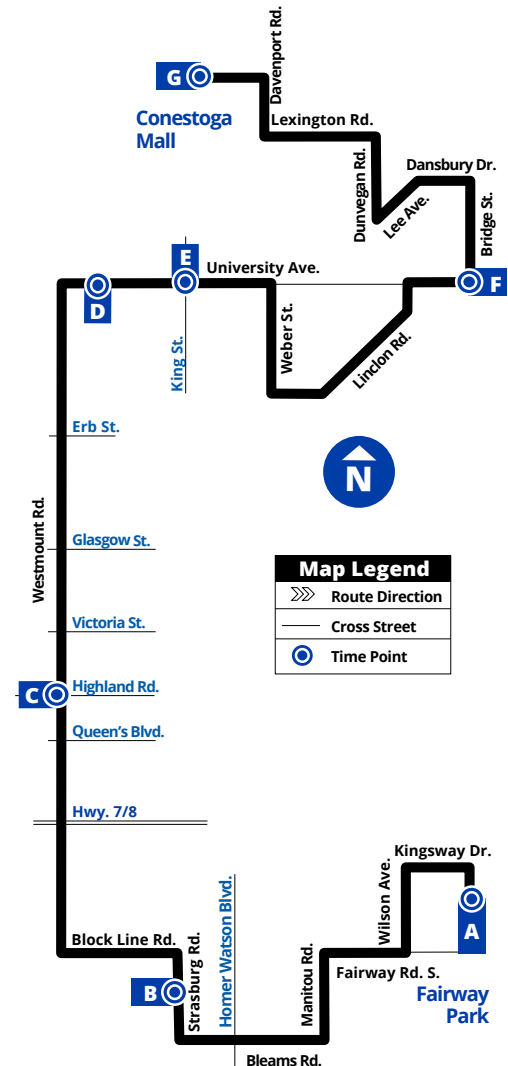 Davenport Rd.
G
Conestoga
Mall
Lexington Rd.
Dunvegan Rd.
Dansbury Dr.
Lee Ave.
Bridge St.
E
University Ave.
F
D
King St.
Weber St.
Linclon Rd.
Erb St.
N
Westmount Rd.
Glasgow St.
Map Legend
Route Direction
Cross Street
Time Point
Victoria St.
C
Highland Rd.
Queen's Blvd.
Hwy. 7/8
Kingsway Dr.
Wilson Ave.
A
Homer Watson Blvd.
Block Line Rd.
Strasburg Rd.
B
Manitou Rd.
Fairway Rd. S.
Fairway
Park
Bleams Rd.